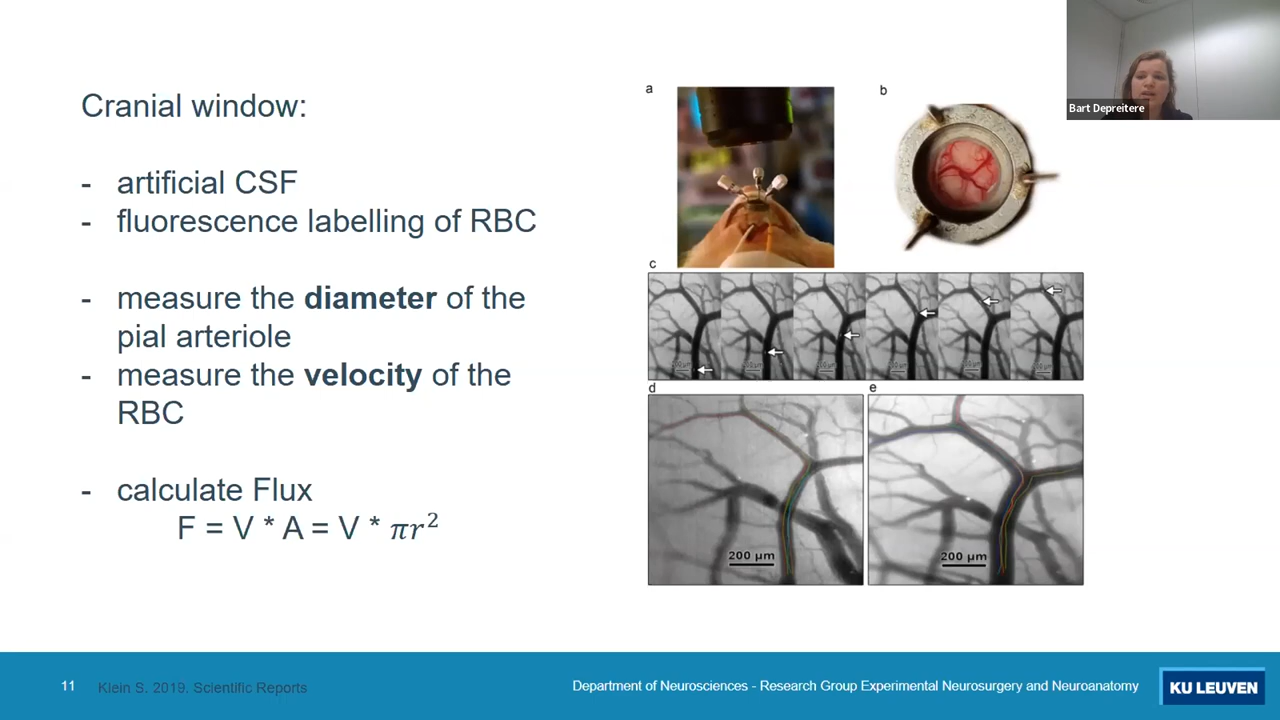 Cranial window:
- artificial CSF
- fluorescence labelling of RBC
- measure the diameter of the
pial arteriole
- measure the velocity of the
RBC
- calculate Flux
F = V * A = V * 𝜋𝑟²
a
b
c
d
e
200 μm
200 μm
Bart Depreitere
11
Klein S. 2019. Scientific Reports
Department of Neurosciences - Research Group Experimental Neurosurgery and Neuroanatomy
KU LEUVEN